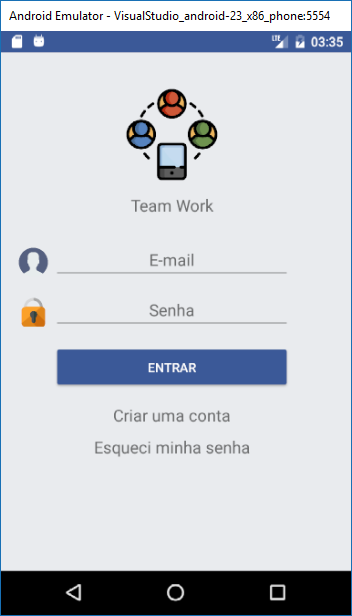 Android Emulator - VisualStudio_android-23_x86_phone:5554
LTE 03:35
Team Work
E-mail
Senha
ENTRAR
Criar uma conta
Esqueci minha senha